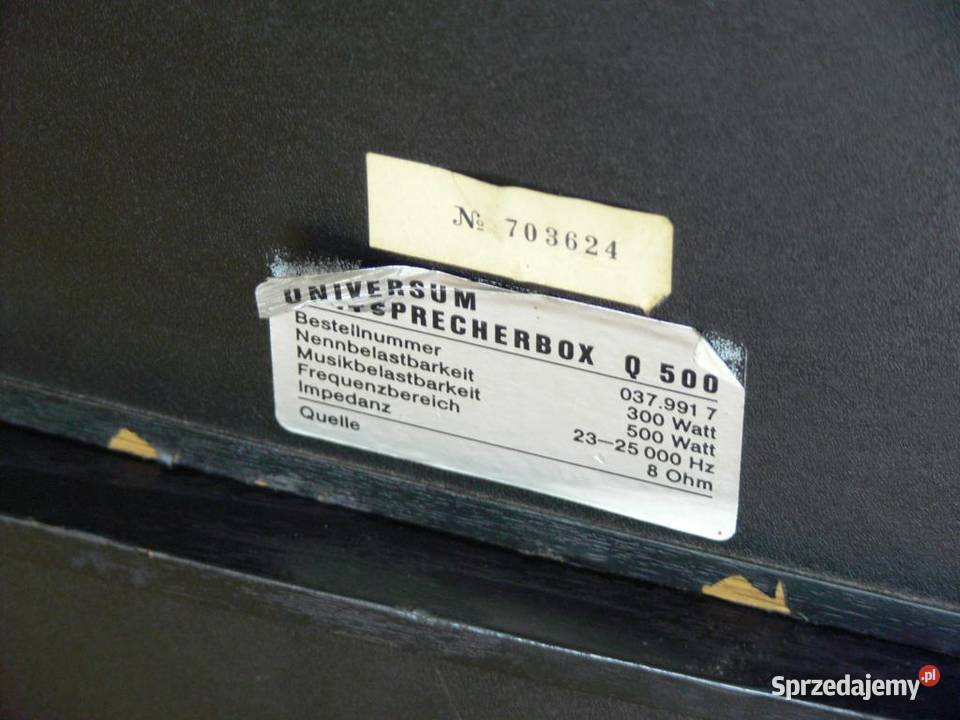 № 703624
UNIVERSUM
LAUTSPRECHERBOX Q 500
Bestellnummer 037.991 7
Nennbelastbarkeit 300 Watt
Musikbelastbarkeit 500 Watt
Frequenzbereich 23—25 000 Hz
Impedanz 8 Ohm
Quelle
Sprzedajemy.pl